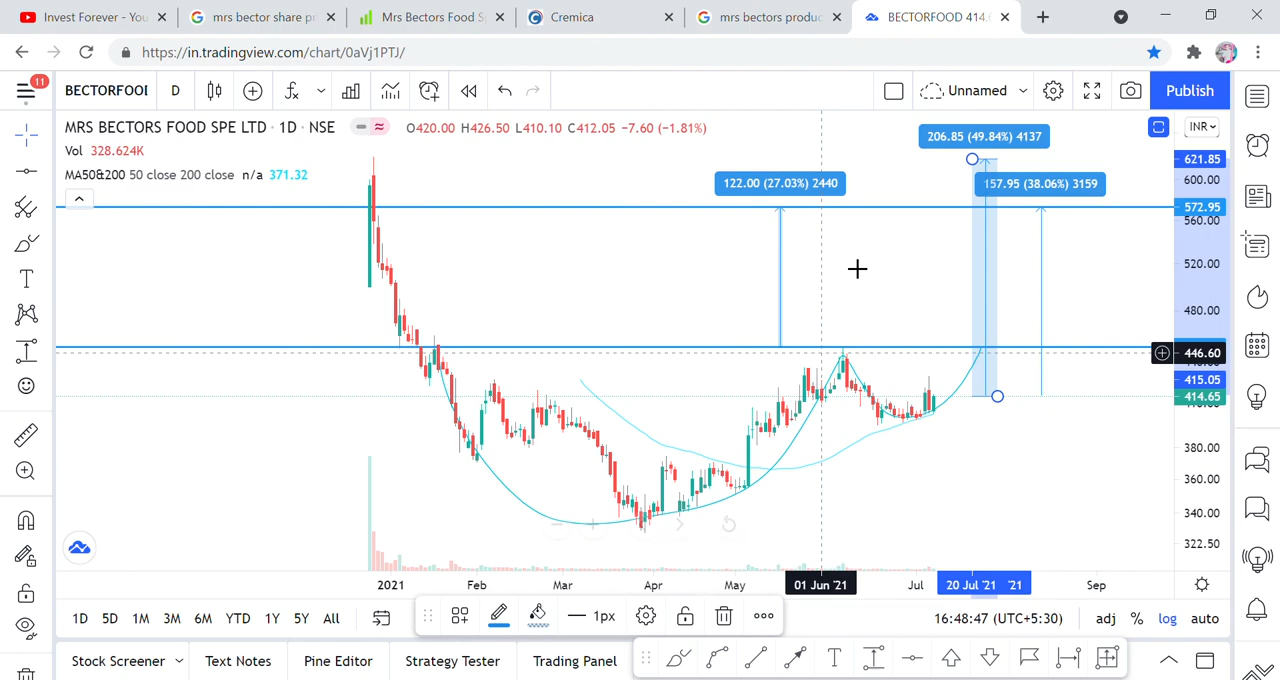 Invest Forever - You
mrs bector share pr
Mrs Bectors Food S
Cremica
mrs bectors produc
BECTORFOOD 414.6
https://in.tradingview.com/chart/0aVj1PTJ/
11
BECTORFOOI
D
Unnamed
Publish
MRS BECTORS FOOD SPE LTD · 1D · NSE
O420.00 H426.50 L410.10 C412.05 −7.60 (−1.81%)
INR
Vol 328.624K
MA50&200 50 close 200 close n/a 371.32
206.85 (49.84%) 4137
122.00 (27.03%) 2440
157.95 (38.06%) 3159
621.85
600.00
572.95
560.00
520.00
480.00
446.60
415.05
414.65
380.00
360.00
340.00
322.50
2021
Feb
Mar
Apr
May
01 Jun '21
Jul
20 Jul '21
'21
Sep
1D
5D
1M
3M
6M
YTD
1Y
5Y
All
1px
16:48:47 (UTC+5:30)
adj
%
log
auto
Stock Screener
Text Notes
Pine Editor
Strategy Tester
Trading Panel